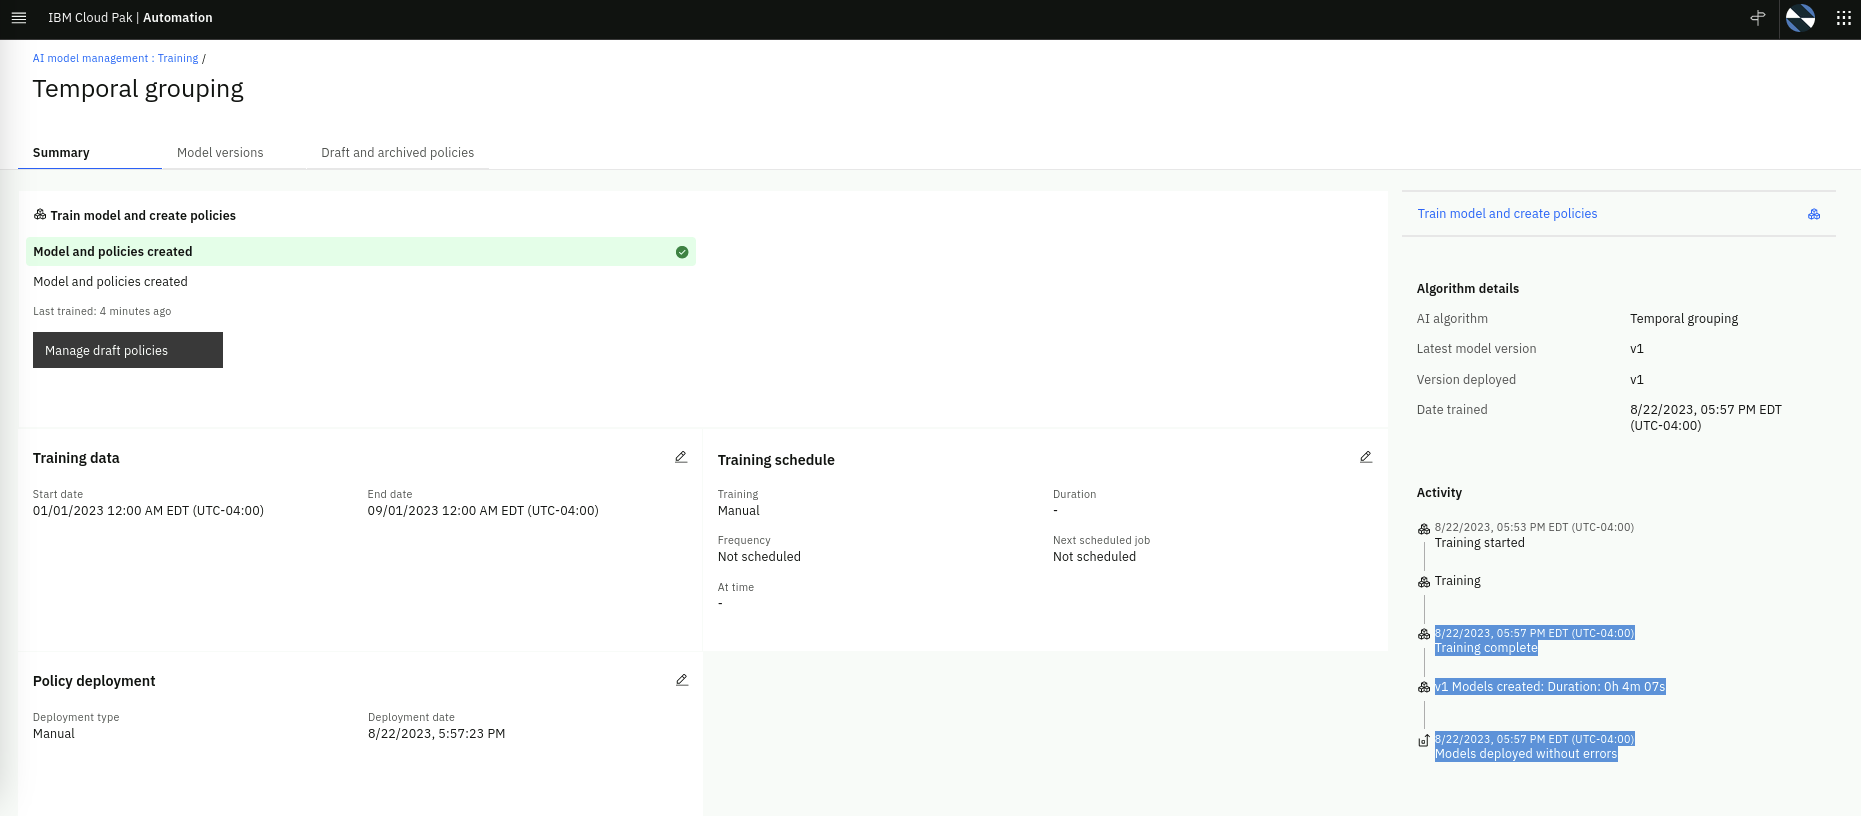 IBM Cloud Pak | Automation
AI model management : Training /
Temporal grouping
Summary
Model versions
Draft and archived policies
Train model and create policies
Model and policies created
Model and policies created
Last trained: 4 minutes ago
Manage draft policies
Training data
Start date
01/01/2023 12:00 AM EDT (UTC-04:00)
End date
09/01/2023 12:00 AM EDT (UTC-04:00)
Training schedule
Training
Manual
Duration
-
Frequency
Not scheduled
Next scheduled job
Not scheduled
At time
-
Policy deployment
Deployment type
Manual
Deployment date
8/22/2023, 5:57:23 PM
Train model and create policies
Algorithm details
AI algorithm
Temporal grouping
Latest model version
v1
Version deployed
v1
Date trained
8/22/2023, 05:57 PM EDT
(UTC-04:00)
Activity
8/22/2023, 05:53 PM EDT (UTC-04:00)
Training started
Training
8/22/2023, 05:57 PM EDT (UTC-04:00)
Training complete
v1 Models created: Duration: 0h 4m 07s
8/22/2023, 05:57 PM EDT (UTC-04:00)
Models deployed without errors